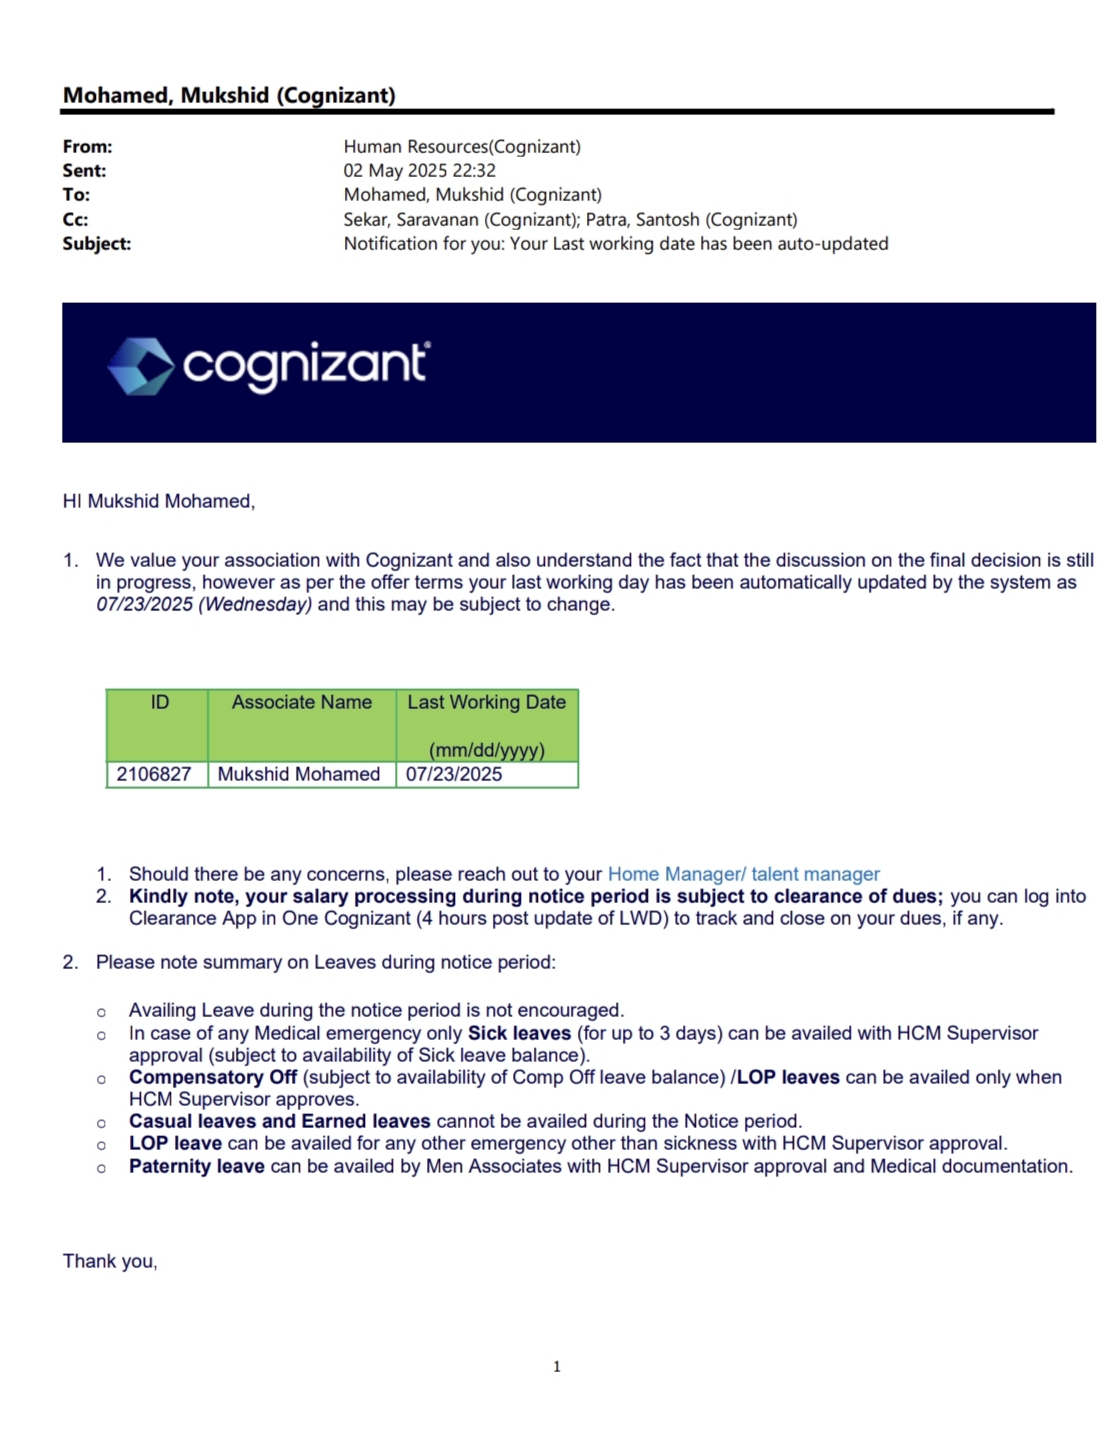 Mohamed, Mukshid (Cognizant)
From: Human Resources(Cognizant)
Sent: 02 May 2025 22:32
To: Mohamed, Mukshid (Cognizant)
Cc: Sekar, Saravanan (Cognizant); Patra, Santosh (Cognizant)
Subject: Notification for you: Your Last working date has been auto-updated
cognizant®
HI Mukshid Mohamed,
1. We value your association with Cognizant and also understand the fact that the discussion on the final decision is still
in progress, however as per the offer terms your last working day has been automatically updated by the system as
07/23/2025 (Wednesday) and this may be subject to change.
ID Associate Name Last Working Date
(mm/dd/yyyy)
2106827 Mukshid Mohamed 07/23/2025
1. Should there be any concerns, please reach out to your Home Manager/ talent manager
2. Kindly note, your salary processing during notice period is subject to clearance of dues; you can log into
Clearance App in One Cognizant (4 hours post update of LWD) to track and close on your dues, if any.
2. Please note summary on Leaves during notice period:
o Availing Leave during the notice period is not encouraged.
o In case of any Medical emergency only Sick leaves (for up to 3 days) can be availed with HCM Supervisor
approval (subject to availability of Sick leave balance).
o Compensatory Off (subject to availability of Comp Off leave balance) /LOP leaves can be availed only when
HCM Supervisor approves.
o Casual leaves and Earned leaves cannot be availed during the Notice period.
o LOP leave can be availed for any other emergency other than sickness with HCM Supervisor approval.
o Paternity leave can be availed by Men Associates with HCM Supervisor approval and Medical documentation.
Thank you,
1